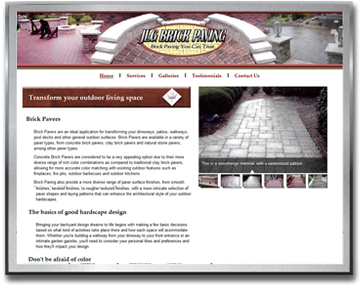 JLG BRICK PAVING
Brick Paving You Can Trust
Home | Services | Galleries | Testimonials | Contact Us
Transform your outdoor living space
Brick Pavers
Brick Pavers are an ideal application for transforming your driveways, patios, walkways,
pool decks and other general outdoor surfaces. Brick Pavers are available in a variety of
paver types, from concrete brick pavers, clay brick pavers and natural stone pavers,
among other paver types.
Concrete Brick Pavers are considered to be a very appealing option due to their more
diverse range of rich color combinations as compared to traditional clay brick pavers,
allowing for more accurate color matching with existing outdoor features such as
fireplaces, fire pits, outdoor barbecues and outdoor kitchens.
Brick Paving also provide a more diverse range of paver surface finishes, from smooth
finishes, beveled finishes, to rougher textured finishes, with a more intricate selection of
paver shapes and laying patterns that can enhance the architectural style of your outdoor
hardscapes.
This is a stonehenge material, with a randomized pattern
The basics of good hardscape design
Bringing your backyard design dreams to life begins with making a few basic decisions,
based on what kind of activities take place there and how each space will accommodate
them. Whether you're building a walkway from your driveway to your front entrance or an
intimate garden gazebo, you'll need to consider your personal likes and preferences and
how they'll impact your design.
Don't be afraid of color